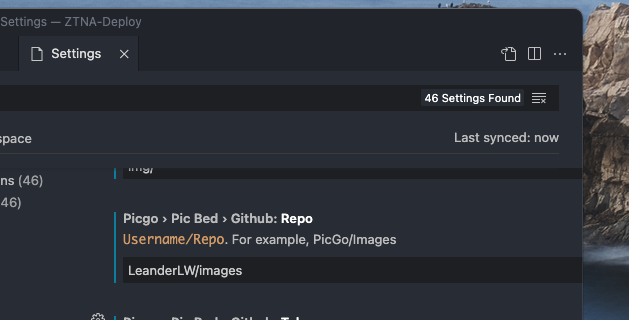 Settings — ZTNA-Deploy
Settings
46 Settings Found
space
Last synced: now
ns (46)
46)
img/
Picgo › Pic Bed › Github: Repo
Username/Repo. For example, PicGo/Images
LeanderLW/images